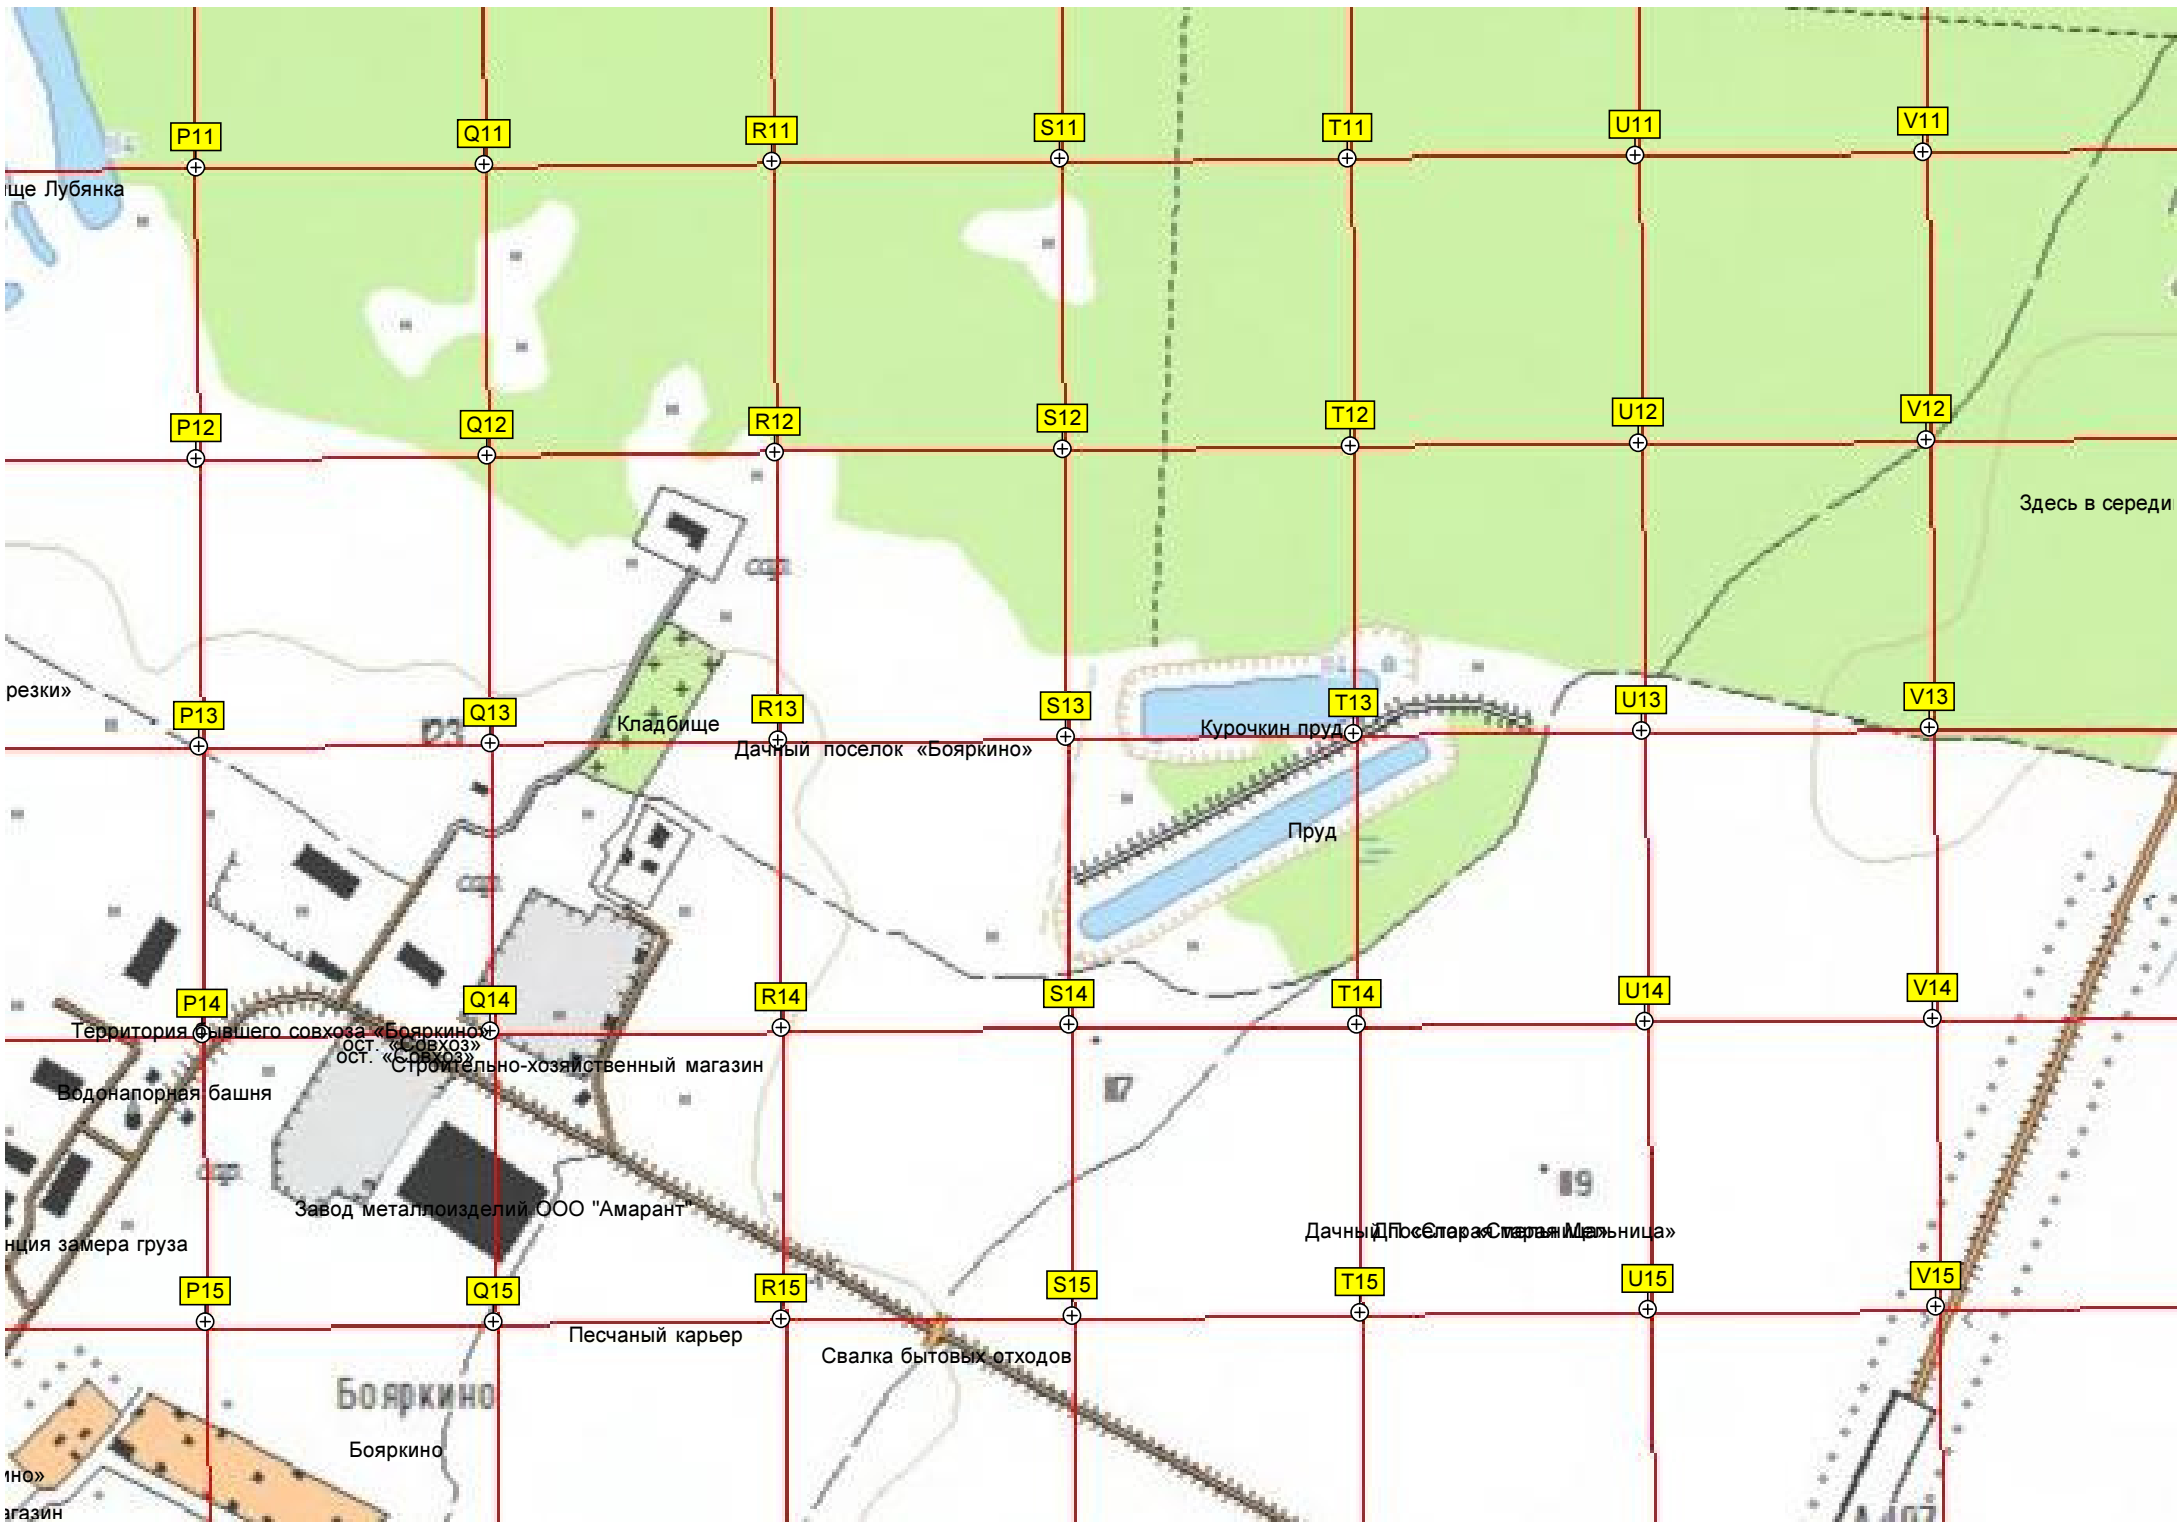 P11 Q11 R11 S11 T11 U11 V11
ще Лубянка
P12 Q12 R12 S12 T12 U12 V12
Здесь в середи
резки»
P13 Q13 R13 S13 T13 U13 V13
Кладбище
Курочкин пруд
Дачный поселок «Бояркино»
Пруд
P14 Q14 R14 S14 T14 U14 V14
Территория бывшего совхоза «Бояркино»
ост. «Совхоз»
ост. «Совхоз»
Строительно-хозяйственный магазин
Водонапорная башня
Завод металлоизделий ООО "Амарант"
нция замера груза
P15 Q15 R15 S15 T15 U15 V15
Песчаный карьер
Свалка бытовых отходов
Бояркино
Бояркино
ино»
агазин